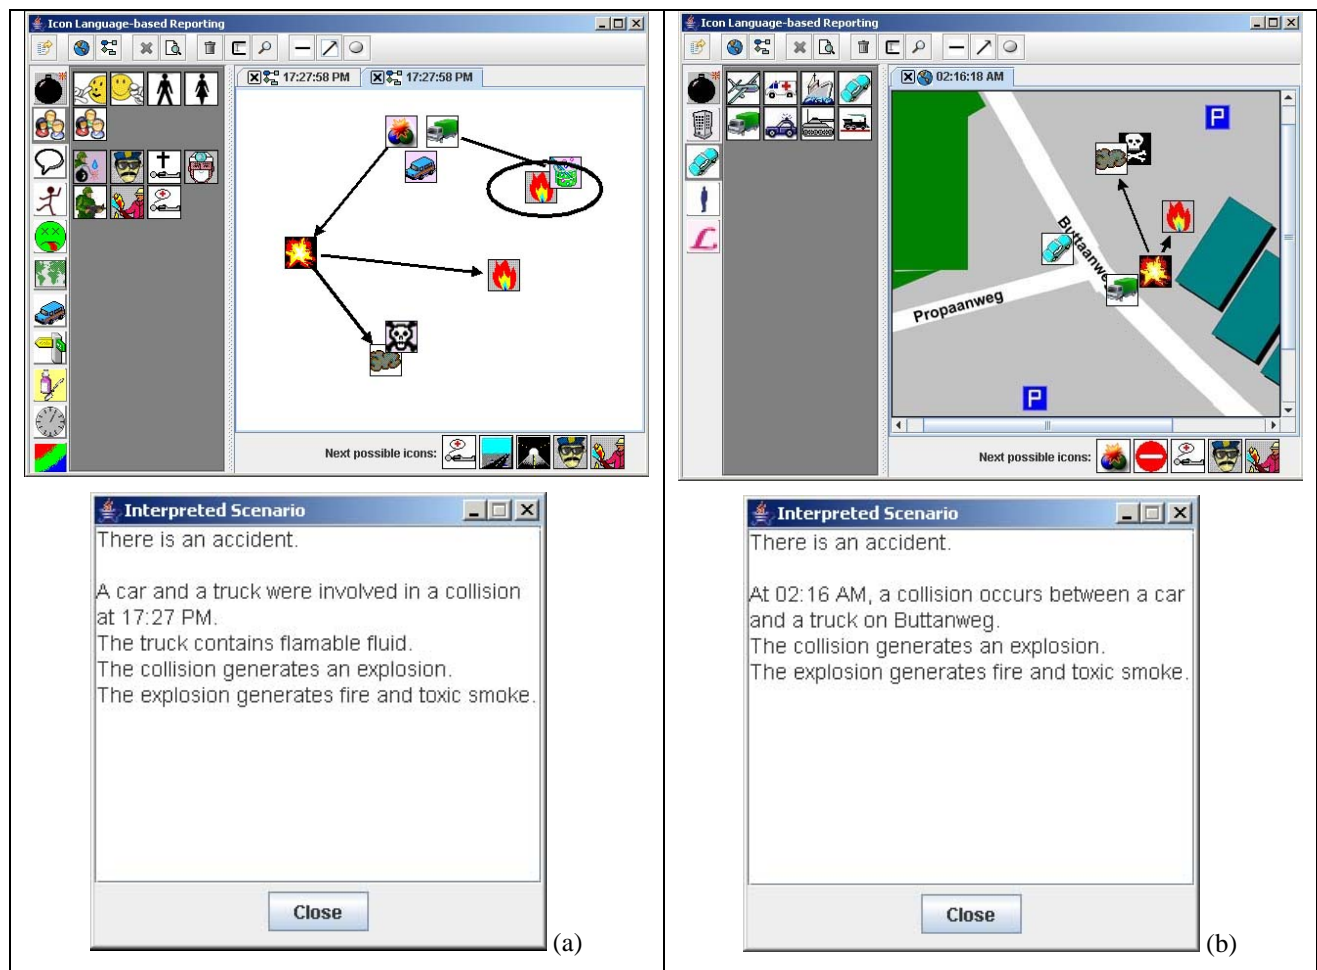 Icon Language-based Reporting
17:27:58 PM
17:27:58 PM
Next possible icons:
Interpreted Scenario
There is an accident.
A car and a truck were involved in a collision
at 17:27 PM.
The truck contains flamable fluid.
The collision generates an explosion.
The explosion generates fire and toxic smoke.
Close
(a)
Icon Language-based Reporting
02:16:18 AM
P
Buttaanweg
Propaanweg
P
Next possible icons:
Interpreted Scenario
There is an accident.
At 02:16 AM, a collision occurs between a car
and a truck on Buttanweg.
The collision generates an explosion.
The explosion generates fire and toxic smoke.
Close
(b)